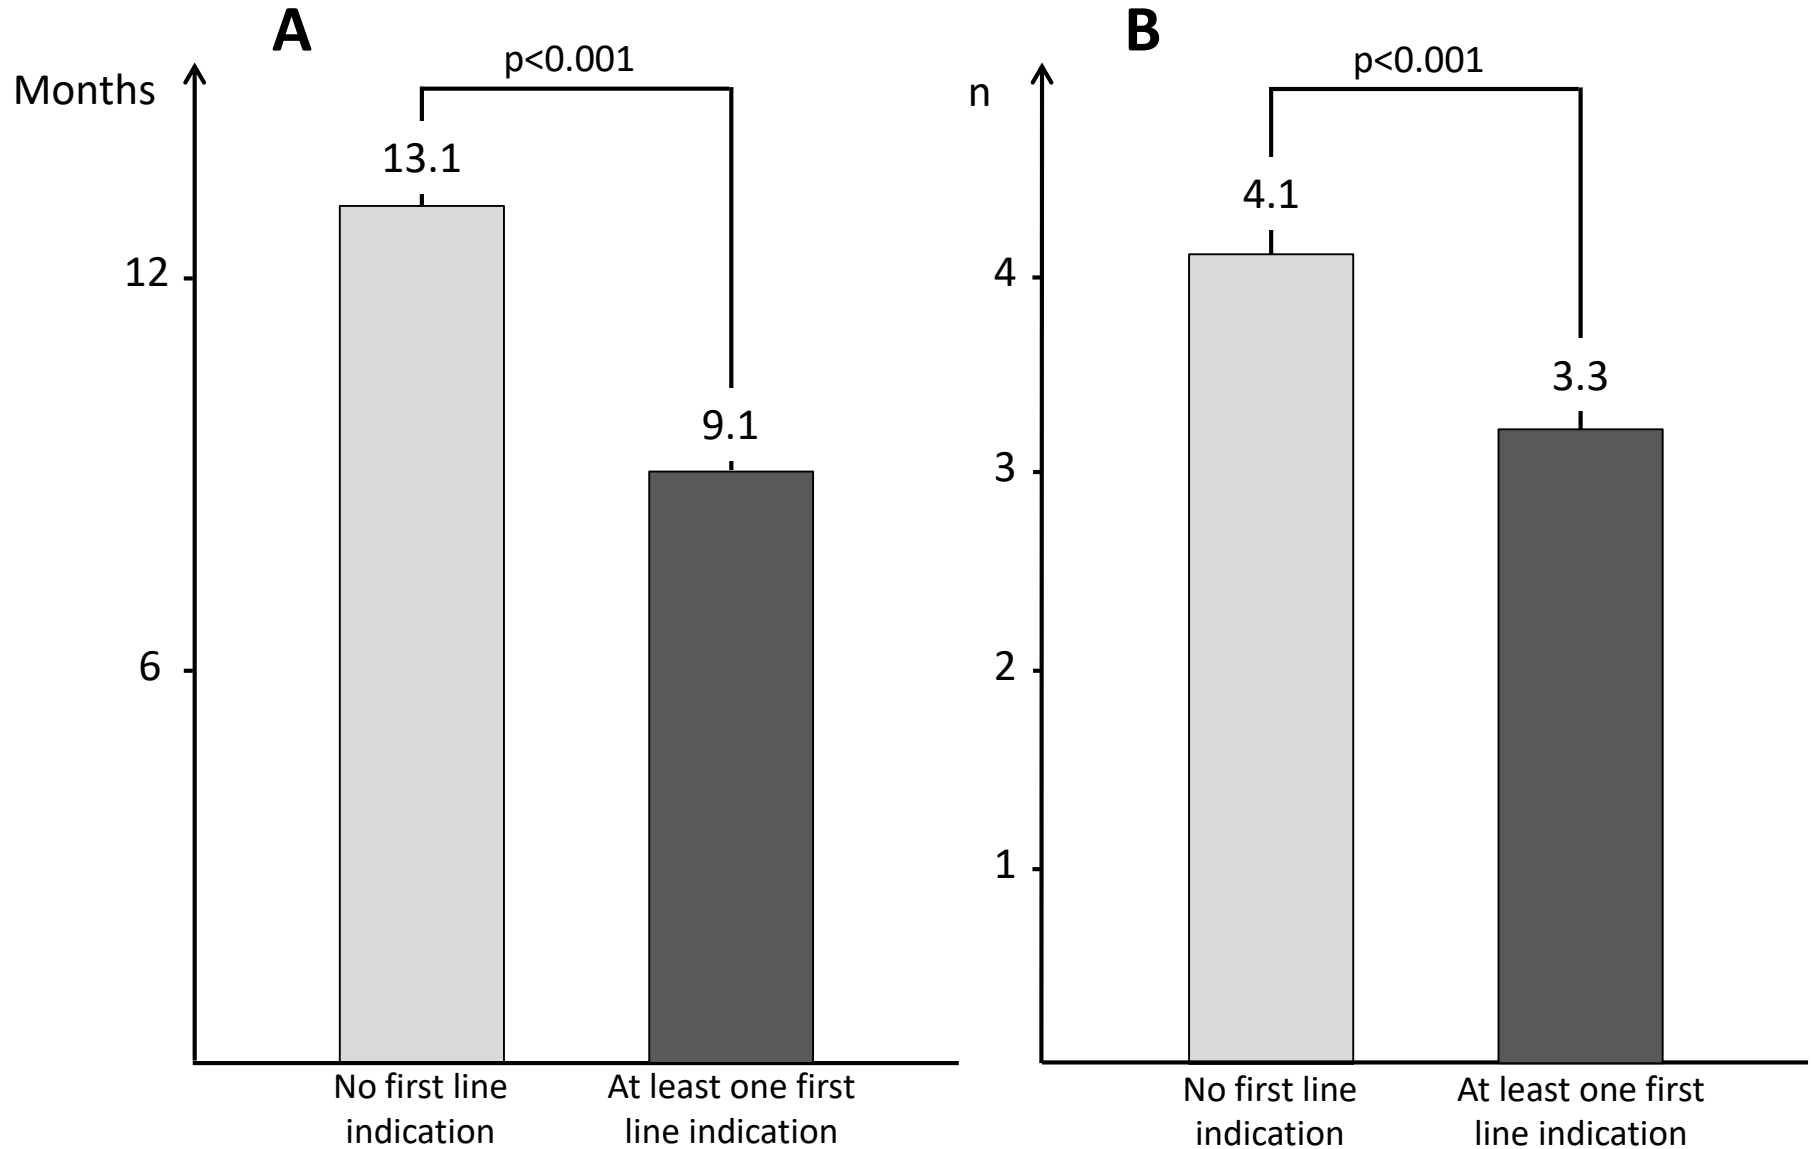 A
p<0.001
Months
13.1
12
9.1
6
No first line
indication
At least one first
line indication
B
p<0.001
n
4.1
4
3.3
3
2
1
No first line
indication
At least one first
line indication